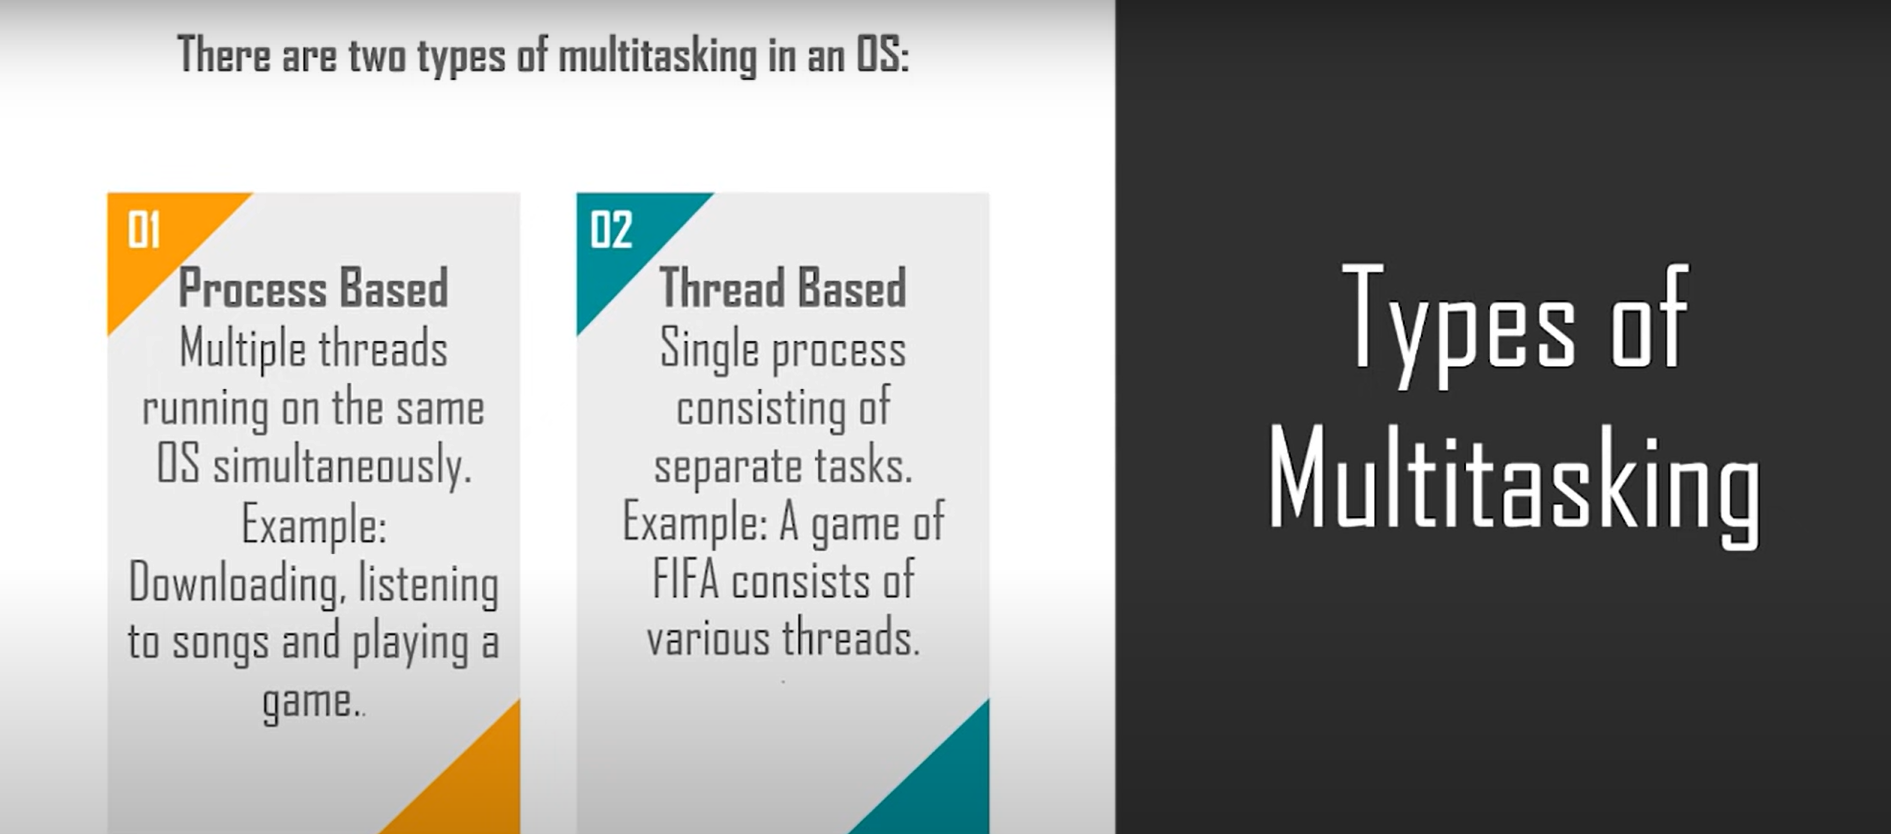 There are two types of multitasking in an OS:
01
Process Based
Multiple threads
running on the same
OS simultaneously.
Example:
Downloading, listening
to songs and playing a
game..
02
Thread Based
Single process
consisting of
separate tasks.
Example: A game of
FIFA consists of
various threads.
.
Types of
Multitasking